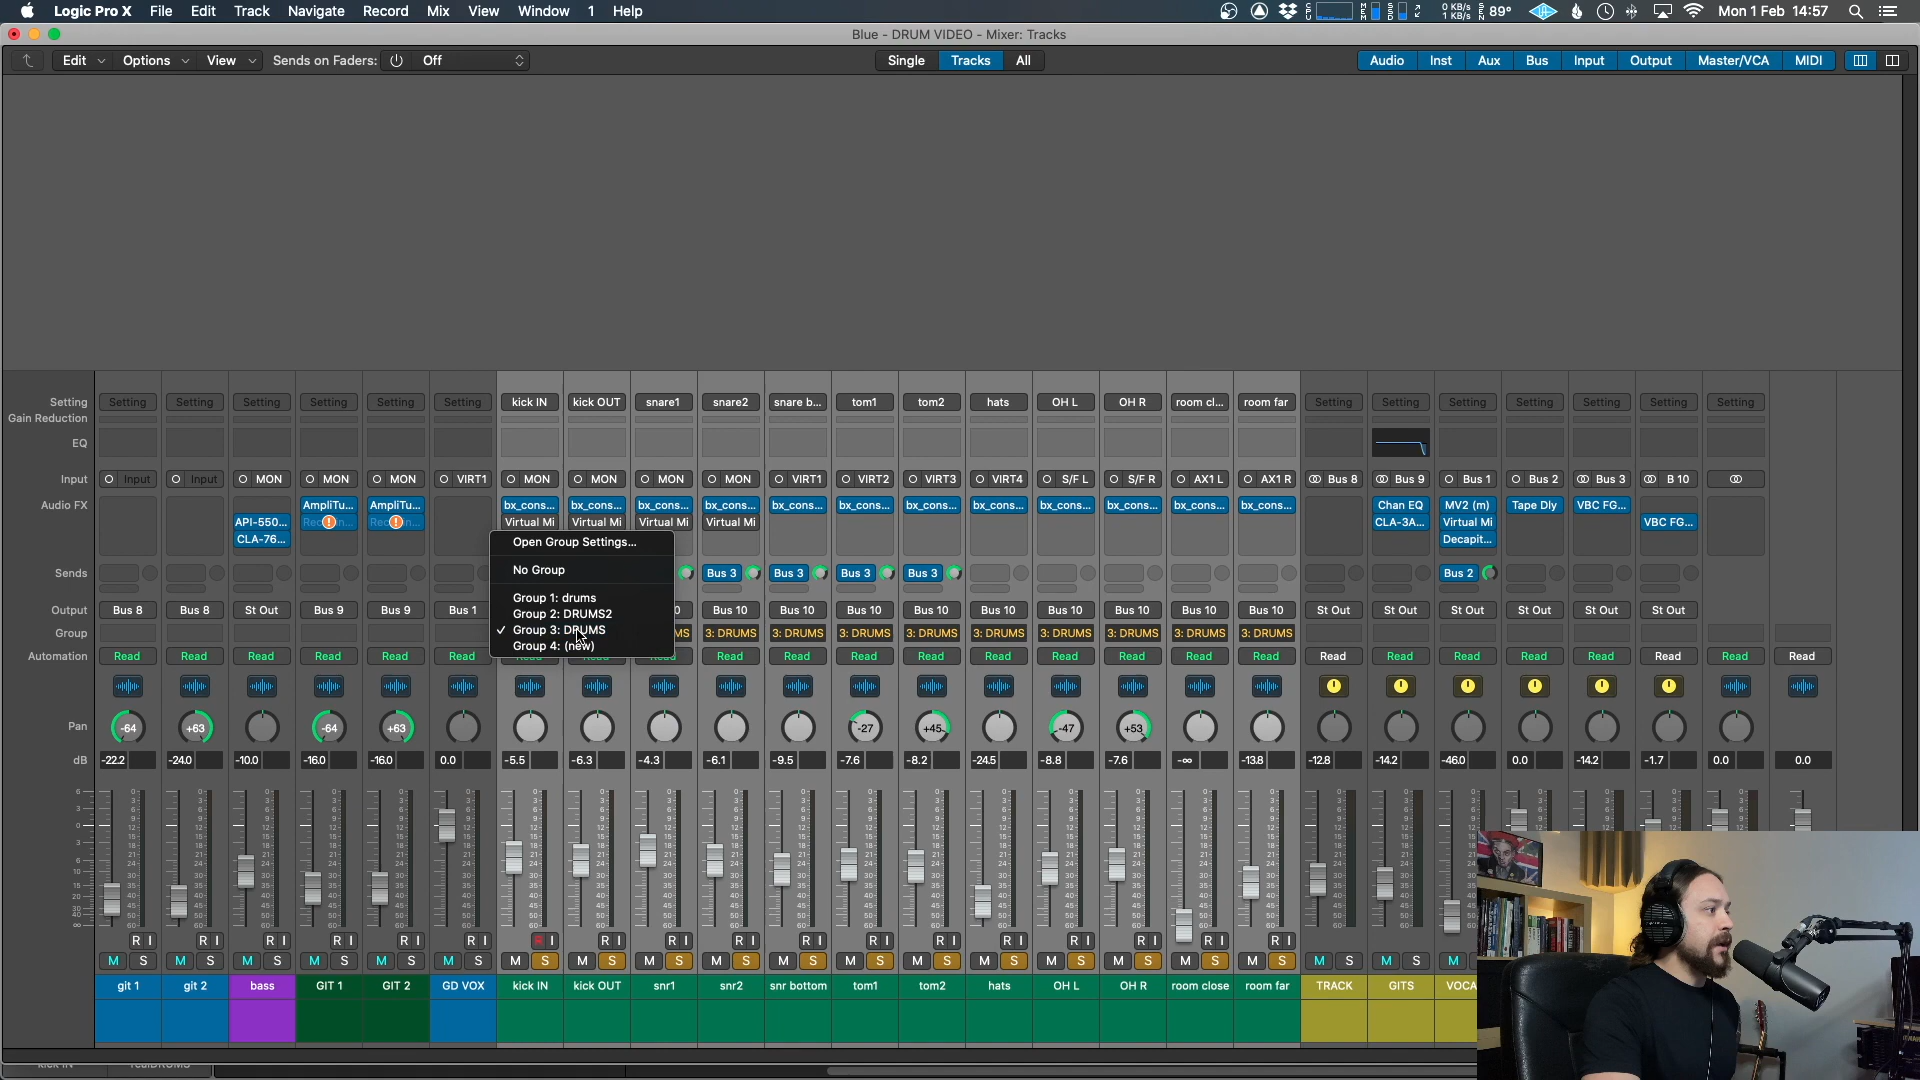 Logic Pro X File Edit Track Navigate Record Mix View Window 1 Help
0 KB/s 1 KB/s 89° Mon 1 Feb 14:57
Blue - DRUM VIDEO - Mixer: Tracks
Edit Options View Sends on Faders: Off Single Tracks All Audio Inst Aux Bus Input Output Master/VCA MIDI
Setting Setting Setting Setting Setting Setting Setting kick IN kick OUT snare1 snare2 snare b... tom1 tom2 hats OH L OH R room cl... room far Setting Setting Setting Setting Setting Setting Setting
Gain Reduction
EQ
Input Input Input MON MON MON VIRT1 MON MON MON MON VIRT1 VIRT2 VIRT3 VIRT4 S/F L S/F R AX1 L AX1 R Bus 8 Bus 9 Bus 1 Bus 2 Bus 3 B 10
Audio FX AmpliTu... AmpliTu... bx_cons... bx_cons... bx_cons... bx_cons... bx_cons... bx_cons... bx_cons... bx_cons... bx_cons... bx_cons... bx_cons... bx_cons... Chan EQ MV2 (m) Tape Dly VBC FG...
API-550... Virtual Mi Virtual Mi Virtual Mi Virtual Mi CLA-3A... Virtual Mi VBC FG...
CLA-76... Decapit...
Open Group Settings...
No Group
Group 1: drums
Group 2: DRUMS2
✓ Group 3: DRUMS
Group 4: (new)
Sends Bus 3 Bus 3 Bus 3 Bus 3 Bus 2
Output Bus 8 Bus 8 St Out Bus 9 Bus 9 Bus 1 0 Bus 10 Bus 10 Bus 10 Bus 10 Bus 10 Bus 10 Bus 10 Bus 10 Bus 10 St Out St Out St Out St Out St Out St Out
Group MS 3: DRUMS 3: DRUMS 3: DRUMS 3: DRUMS 3: DRUMS 3: DRUMS 3: DRUMS 3: DRUMS 3: DRUMS
Automation Read Read Read Read Read Read Read Read Read Read Read Read Read Read Read Read Read Read Read Read Read Read Read Read Read Read
Pan -64 +63 -64 +63 -27 +45 -47 +53
dB -22.2 -24.0 -10.0 -16.0 -16.0 0.0 -5.5 -6.3 -4.3 -6.1 -9.5 -7.6 -8.2 -24.5 -8.8 -7.6 -∞ -13.8 -12.8 -14.2 -46.0 0.0 -14.2 -1.7 0.0 0.0
R I R I R I R I R I R I R I R I R I R I R I R I R I R I R I R I R I R I
M S M S M S M S M S M S M S M S M S M S M S M S M S M S M S M S M S M S M S M S M
git 1 git 2 bass GIT 1 GIT 2 GD VOX kick IN kick OUT snr1 snr2 snr bottom tom1 tom2 hats OH L OH R room close room far TRACK GITS VOCA